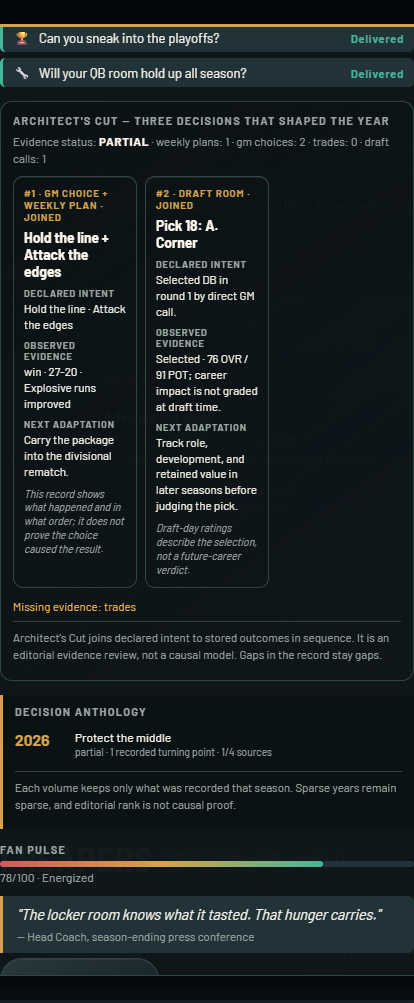 Can you sneak into the playoffs? Delivered
Will your QB room hold up all season? Delivered
ARCHITECT'S CUT — THREE DECISIONS THAT SHAPED THE YEAR
Evidence status: PARTIAL · weekly plans: 1 · gm choices: 2 · trades: 0 · draft
calls: 1
#1 · GM CHOICE +
WEEKLY PLAN ·
JOINED
Hold the line +
Attack the
edges
DECLARED INTENT
Hold the line · Attack
the edges
OBSERVED
EVIDENCE
win · 27-20 ·
Explosive runs
improved
NEXT ADAPTATION
Carry the package
into the divisional
rematch.
This record shows
what happened and in
what order; it does not
prove the choice
caused the result.
#2 · DRAFT ROOM ·
JOINED
Pick 18: A.
Corner
DECLARED INTENT
Selected DB in
round 1 by direct GM
call.
OBSERVED
EVIDENCE
Selected · 76 OVR /
91 POT; career
impact is not graded
at draft time.
NEXT ADAPTATION
Track role,
development, and
retained value in
later seasons before
judging the pick.
Draft-day ratings
describe the selection,
not a future-career
verdict.
Missing evidence: trades
Architect's Cut joins declared intent to stored outcomes in sequence. It is an
editorial evidence review, not a causal model. Gaps in the record stay gaps.
DECISION ANTHOLOGY
2026 Protect the middle
partial · 1 recorded turning point · 1/4 sources
Each volume keeps only what was recorded that season. Sparse years remain
sparse, and editorial rank is not causal proof.
FAN PULSE
78/100 · Energized
"The locker room knows what it tasted. That hunger carries."
— Head Coach, season-ending press conference